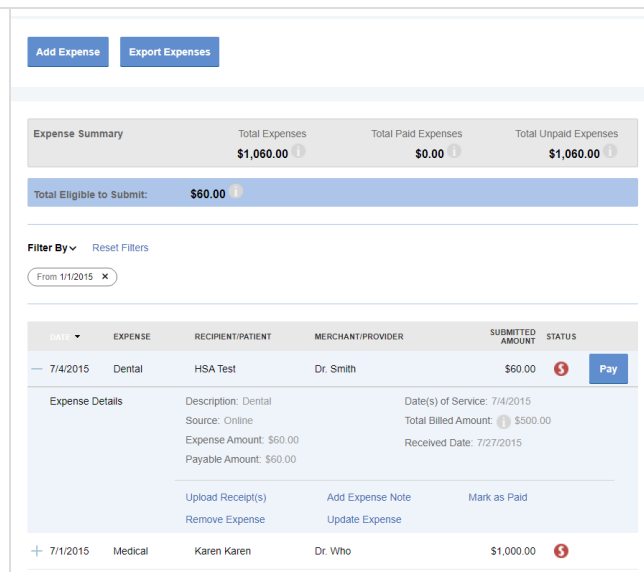 Add Expense Export Expenses
Expense Summary Total Expenses Total Paid Expenses Total Unpaid Expenses
$1,060.00 i $0.00 i $1,060.00 i
Total Eligible to Submit: $60.00 i
Filter By Reset Filters
From 1/1/2015 ×
DATE EXPENSE RECIPIENT/PATIENT MERCHANT/PROVIDER SUBMITTED AMOUNT STATUS
7/4/2015 Dental HSA Test Dr. Smith $60.00 $ Pay
Expense Details Description: Dental Date(s) of Service: 7/4/2015
Source: Online Total Billed Amount: i $500.00
Expense Amount: $60.00 Received Date: 7/27/2015
Payable Amount: $60.00
Upload Receipt(s) Add Expense Note Mark as Paid
Remove Expense Update Expense
7/1/2015 Medical Karen Karen Dr. Who $1,000.00 $